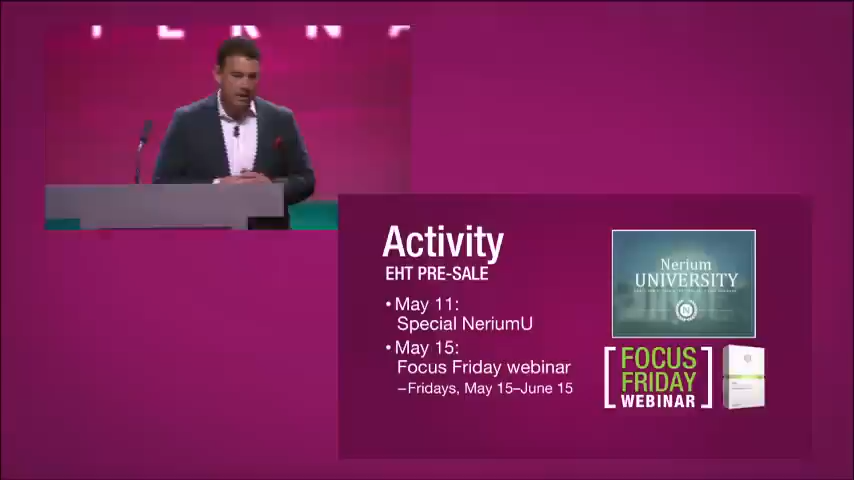 Activity
EHT PRE-SALE
• May 11:
Special NeriumU
• May 15:
Focus Friday webinar
–Fridays, May 15–June 15
Nerium
UNIVERSITY
N
[ FOCUS
FRIDAY
WEBINAR ]